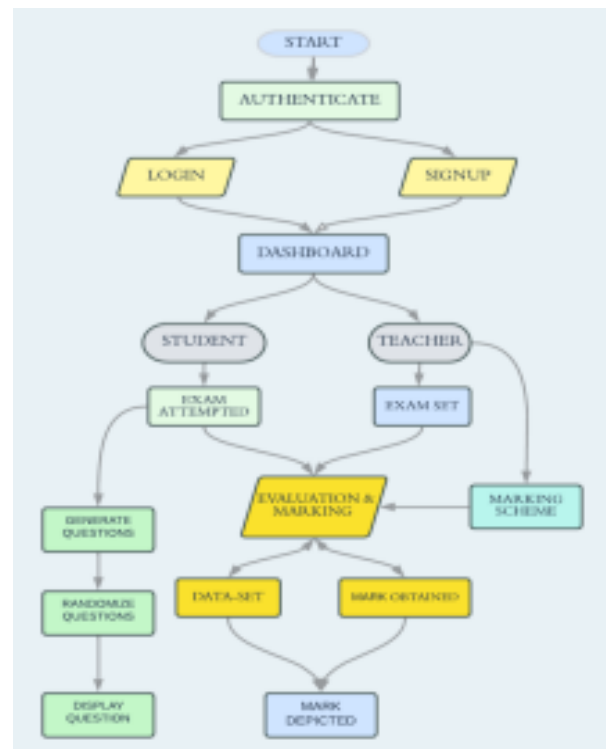 START
AUTHENTICATE
LOGIN
SIGNUP
DASHBOARD
STUDENT
TEACHER
EXAM
ATTEMPTED
EXAM SET
EVALUATION &
MARKING
MARKING
SCHEME
GENERATE
QUESTIONS
DATA-SET
MARK OBTAINED
RANDOMIZE
QUESTIONS
DISPLAY
QUESTION
MARK
DEPICTED